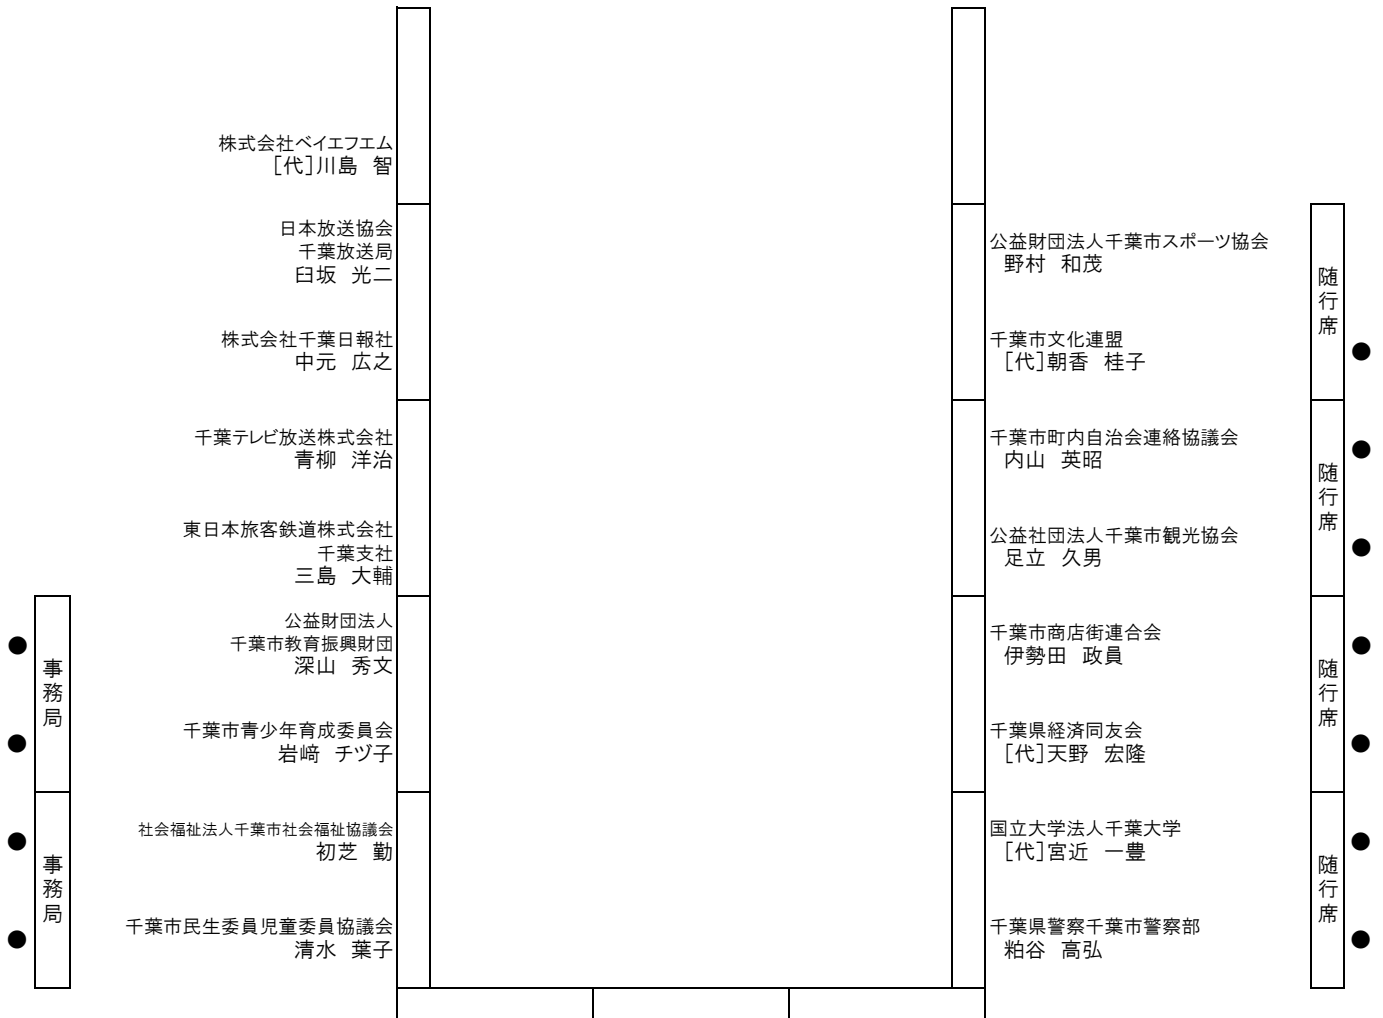 株式会社ベイエフエム
［代］川島　智
日本放送協会
千葉放送局
臼坂　光二
株式会社千葉日報社
中元　広之
千葉テレビ放送株式会社
青柳　洋治
東日本旅客鉄道株式会社
千葉支社
三島　大輔
公益財団法人
千葉市教育振興財団
深山　秀文
千葉市青少年育成委員会
岩﨑　チヅ子
社会福祉法人千葉市社会福祉協議会
初芝　勤
千葉市民生委員児童委員協議会
清水　葉子
事務局
事務局
公益財団法人千葉市スポーツ協会
野村　和茂
千葉市文化連盟
［代］朝香　桂子
千葉市町内自治会連絡協議会
内山　英昭
公益社団法人千葉市観光協会
足立　久男
千葉市商店街連合会
伊勢田　政員
千葉県経済同友会
［代］天野　宏隆
国立大学法人千葉大学
［代］宮近　一豊
千葉県警察千葉市警察部
粕谷　高弘
随行席
随行席
随行席
随行席